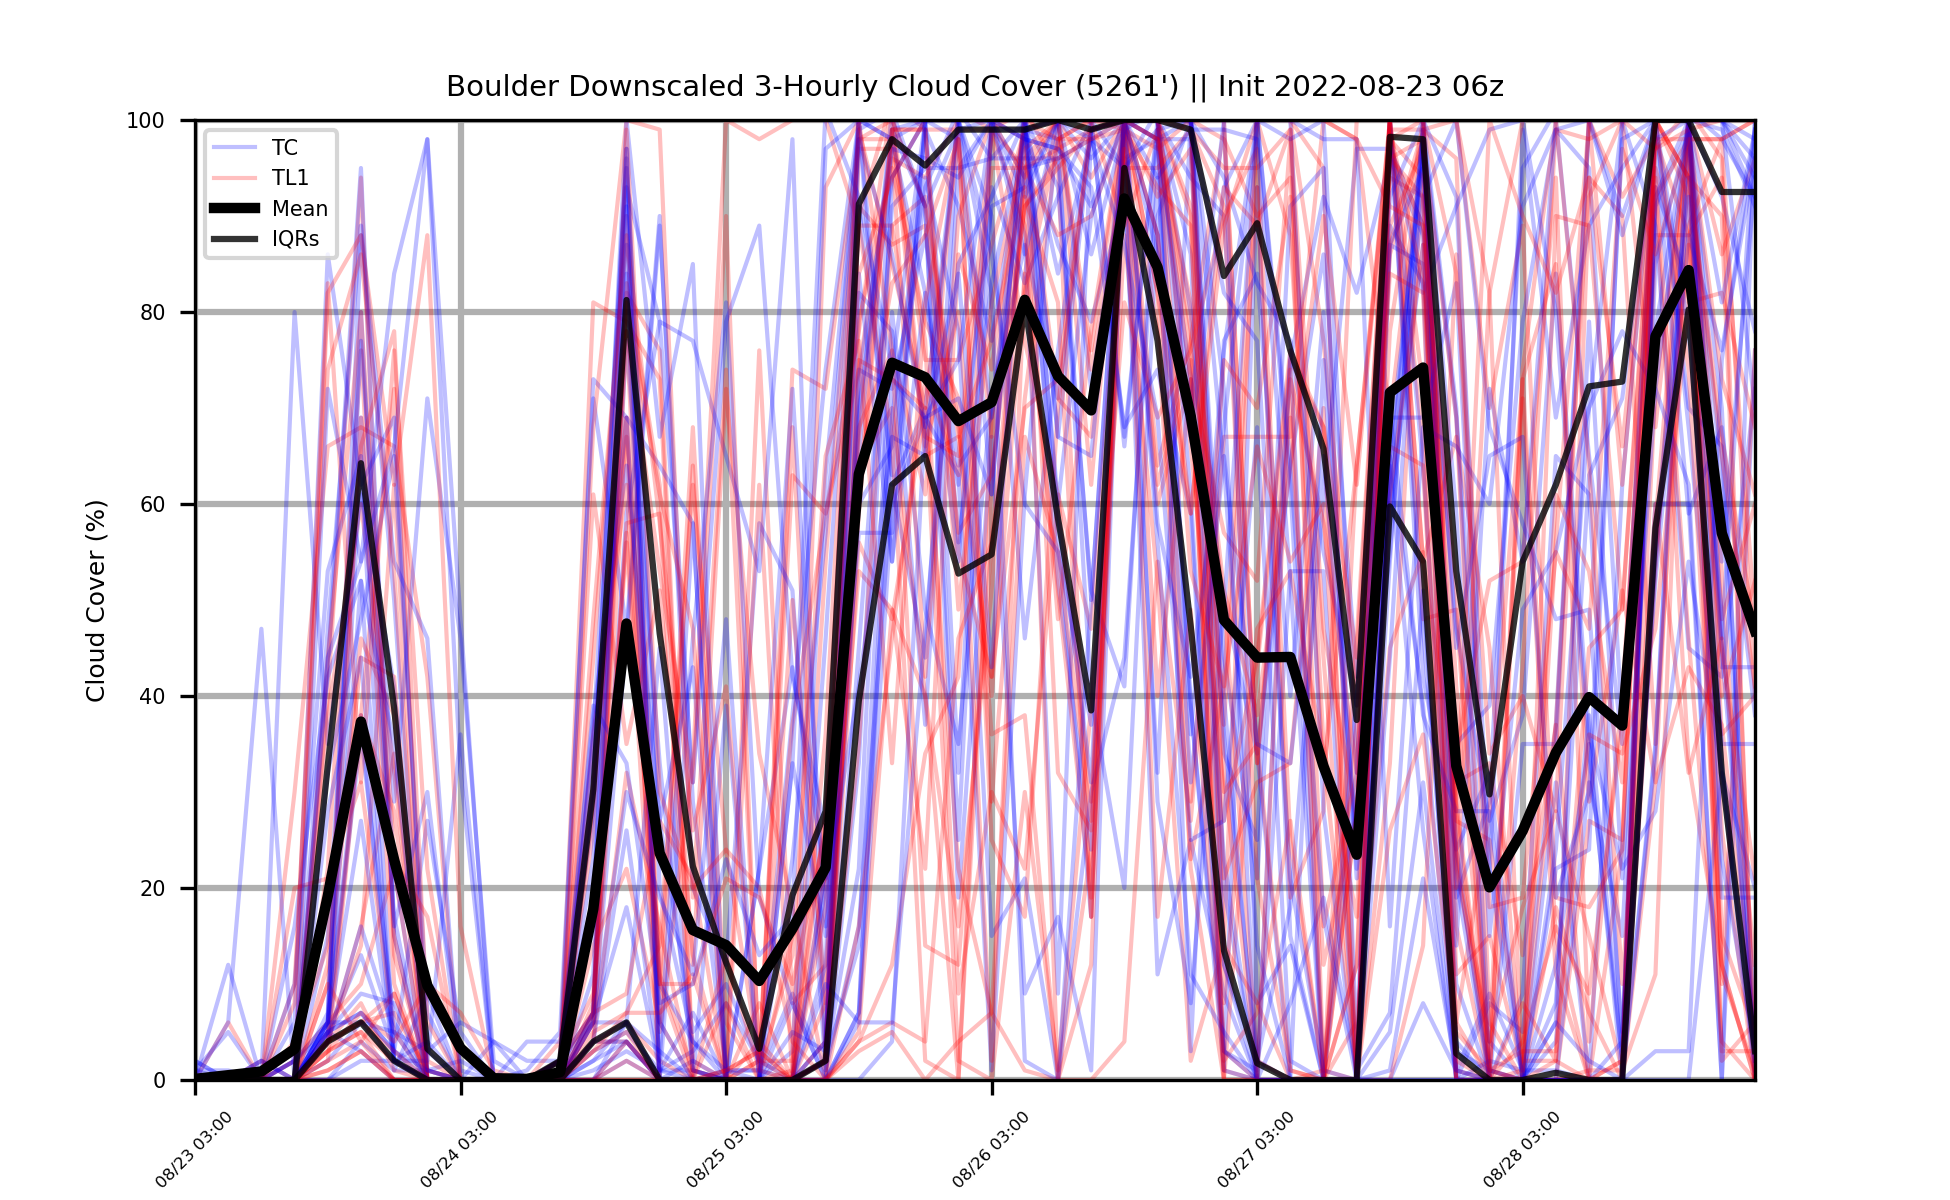 Boulder Downscaled 3-Hourly Cloud Cover (5261') || Init 2022-08-23 06z
TC
TL1
Mean
IQRs
Cloud Cover (%)
100
80
60
40
20
0
08/23 03:00
08/24 03:00
08/25 03:00
08/26 03:00
08/27 03:00
08/28 03:00